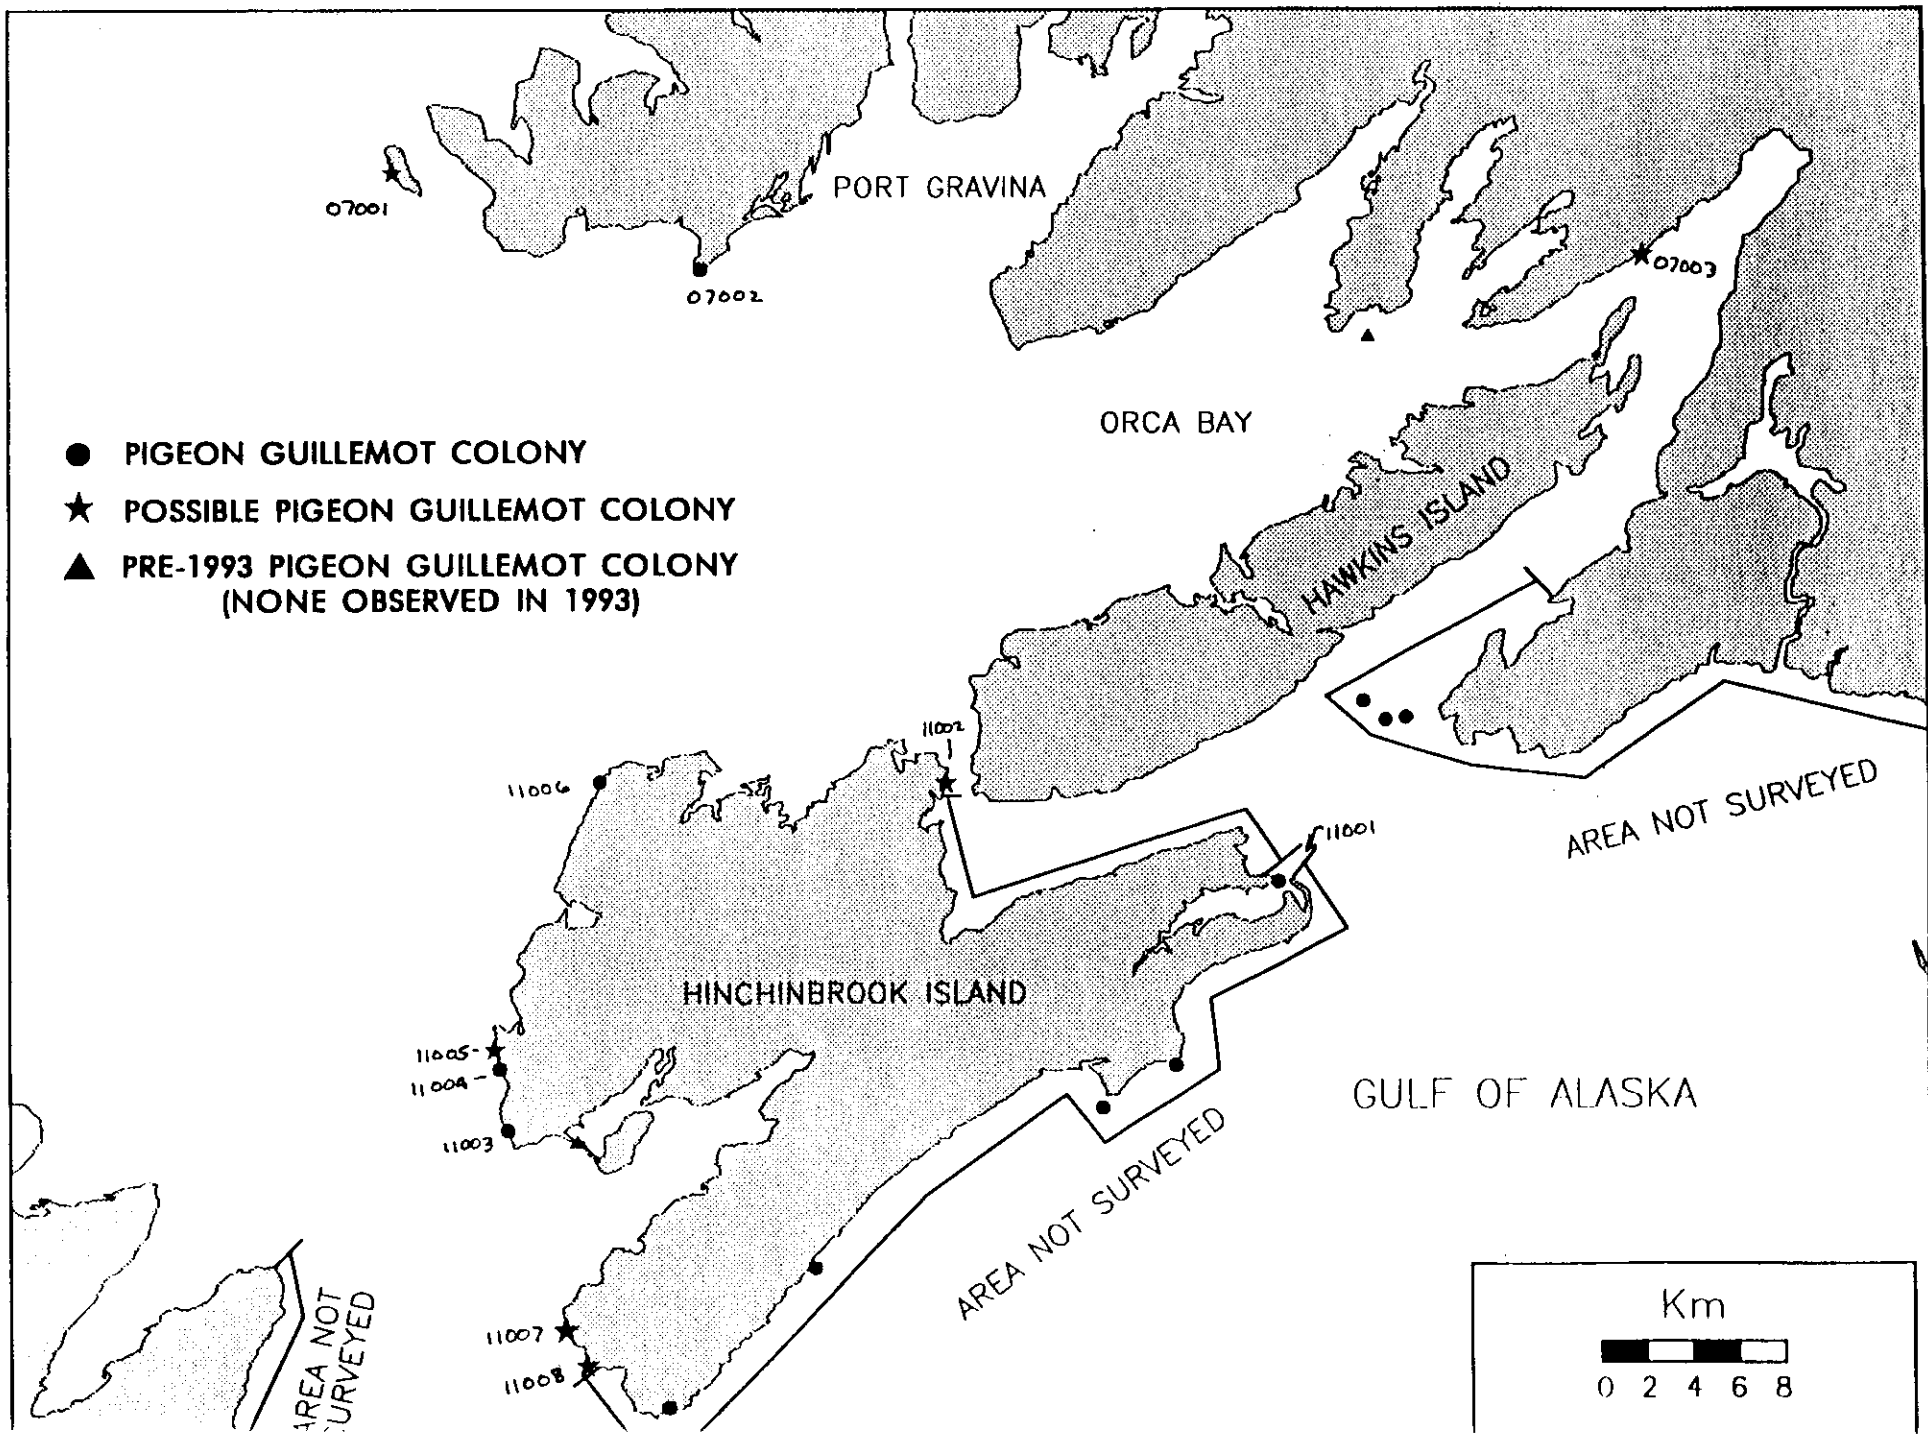 PORT GRAVINA
07001
07002
07003
ORCA BAY
● PIGEON GUILLEMOT COLONY
★ POSSIBLE PIGEON GUILLEMOT COLONY
▲ PRE-1993 PIGEON GUILLEMOT COLONY
(NONE OBSERVED IN 1993)
HAWKINS ISLAND
11002
11006
AREA NOT SURVEYED
11001
HINCHINBROOK ISLAND
11005
11004
GULF OF ALASKA
11003
AREA NOT SURVEYED
AREA NOT
SURVEYED
11007
11008
Km
0 2 4 6 8